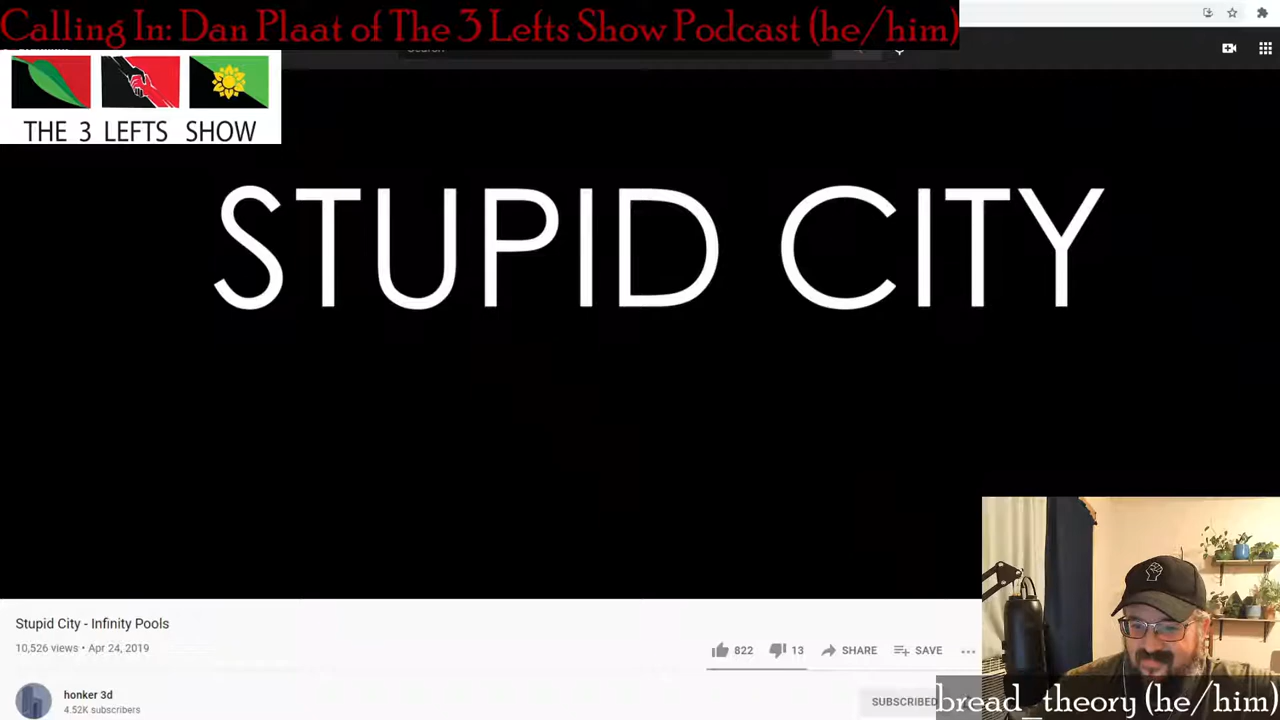 Calling In: Dan Plaat of The 3 Lefts Show Podcast (he/him)
THE 3 LEFTS SHOW
STUPID CITY
Stupid City - Infinity Pools
10,526 views • Apr 24, 2019
822
13
SHARE
SAVE
honker 3d
4.52K subscribers
SUBSCRIBED
bread_theory (he/him)